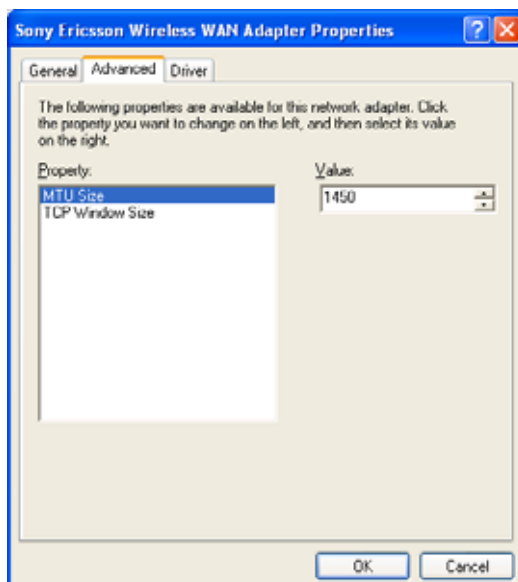 Sony Ericsson Wireless WAN Adapter Properties
General Advanced Driver
The following properties are available for this network adapter. Click
the property you want to change on the left, and then select its value
on the right.
Property: Value:
MTU Size 1450
TCP Window Size
OK Cancel